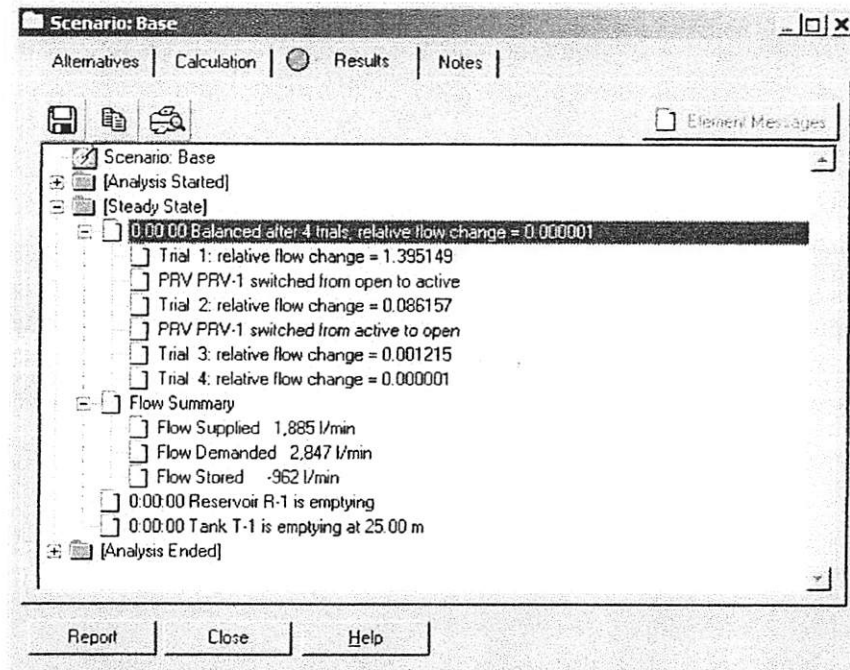 Scenario: Base
Alternatives Calculation Results Notes
Element Messages
Scenario: Base
[Analysis Started]
[Steady State]
0:00:00 Balanced after 4 trials, relative flow change = 0.000001
Trial 1: relative flow change = 1.395149
PRV PRV-1 switched from open to active
Trial 2: relative flow change = 0.086157
PRV PRV-1 switched from active to open
Trial 3: relative flow change = 0.001215
Trial 4: relative flow change = 0.000001
Flow Summary
Flow Supplied 1,885 l/min
Flow Demanded 2,847 l/min
Flow Stored -962 l/min
0:00:00 Reservoir R-1 is emptying
0:00:00 Tank T-1 is emptying at 25.00 m
[Analysis Ended]
Report Close Help